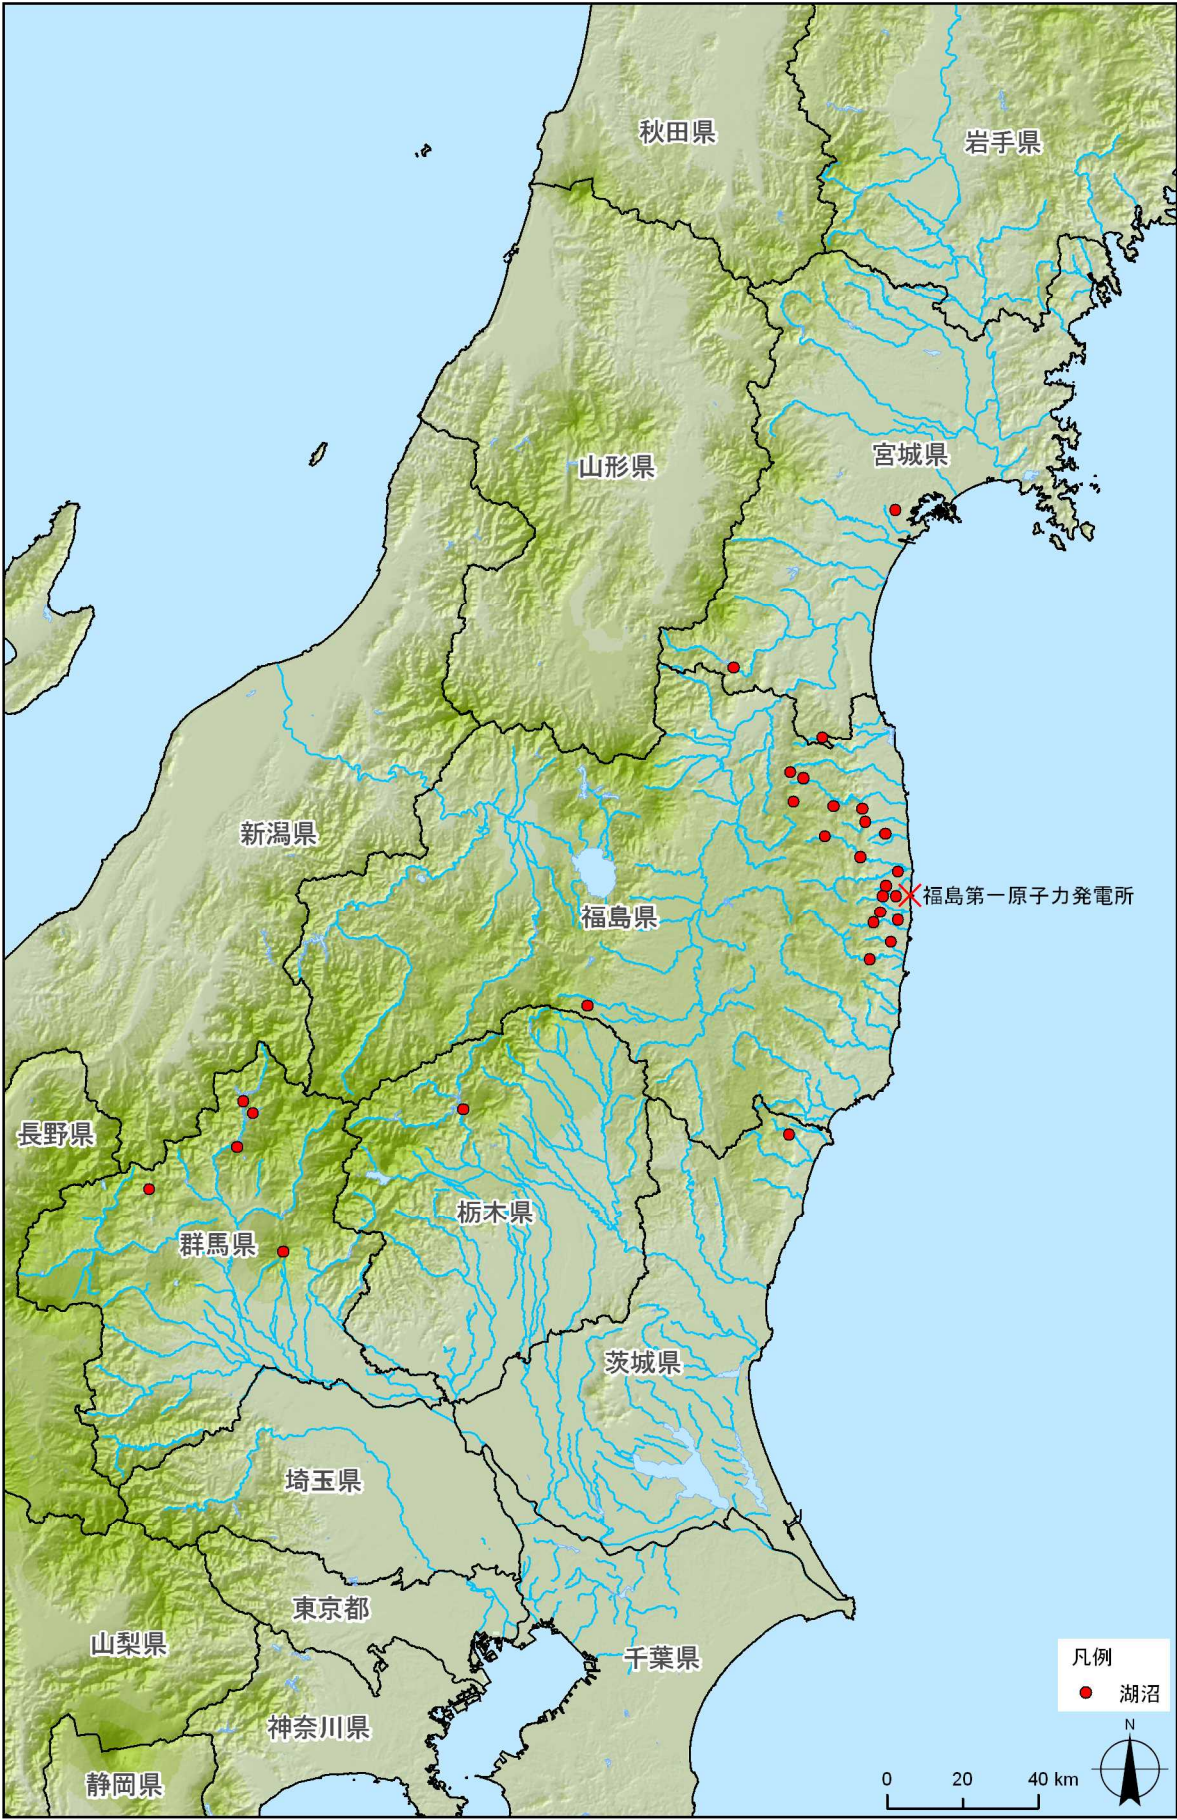 秋田県
岩手県
宮城県
山形県
新潟県
福島第一原子力発電所
福島県
長野県
栃木県
群馬県
茨城県
埼玉県
東京都
山梨県
千葉県
凡例
湖沼
神奈川県
N
静岡県
0 20 40 km